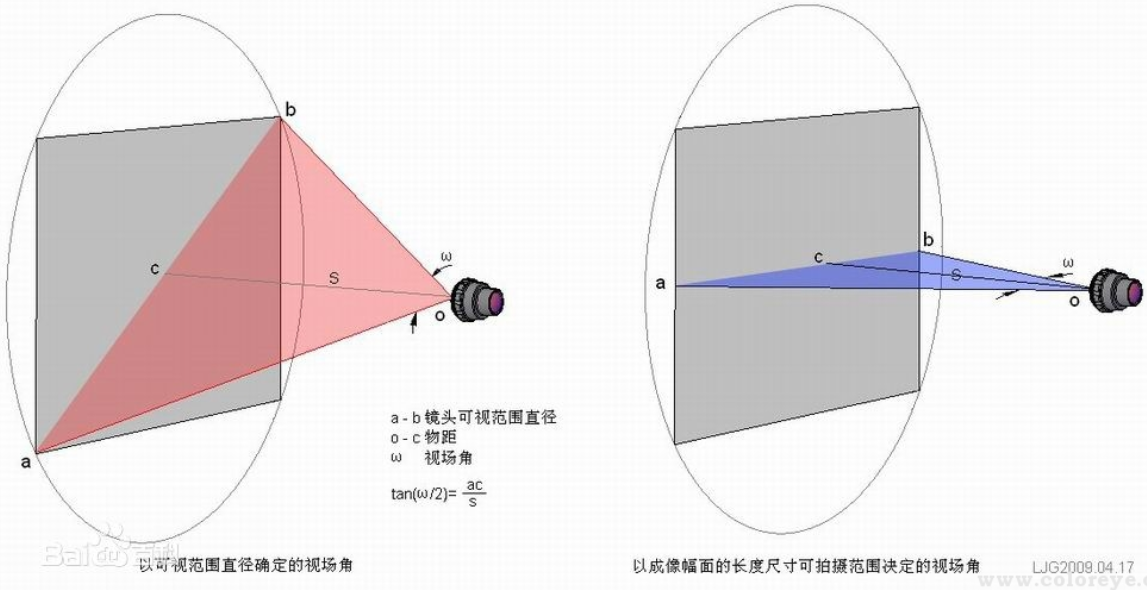 b
ω
c
S
o
a
a - b 镜头可视范围直径
o - c 物距
ω 视场角
tan(ω/2)= ac
s
以可视范围直径确定的视场角
Baidu百科
b
ω
c
S
a
o
以成像幅面的长度尺寸可拍摄范围决定的视场角
LJG2009.04.17
www.coloreye.c